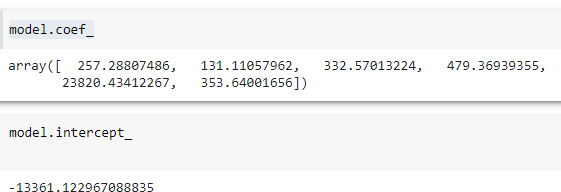 model.coef_
array([  257.28807486,   131.11057962,   332.57013224,   479.36939355,
       23820.43412267,   353.64001656])
model.intercept_
-13361.122967088835